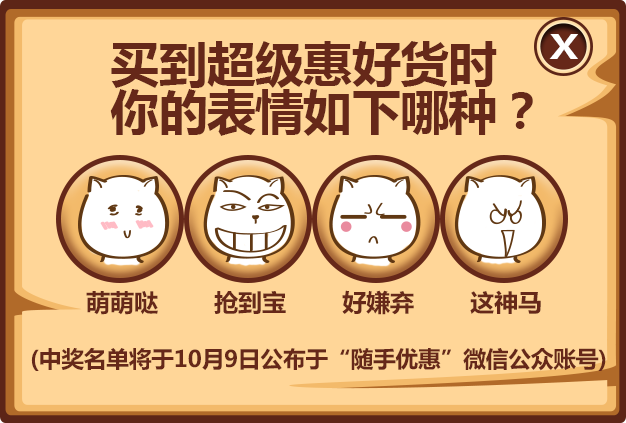 X
买到超级惠好货时
你的表情如下哪种？
萌萌哒 抢到宝 好嫌弃 这神马
(中奖名单将于10月9日公布于“随手优惠”微信公众账号)